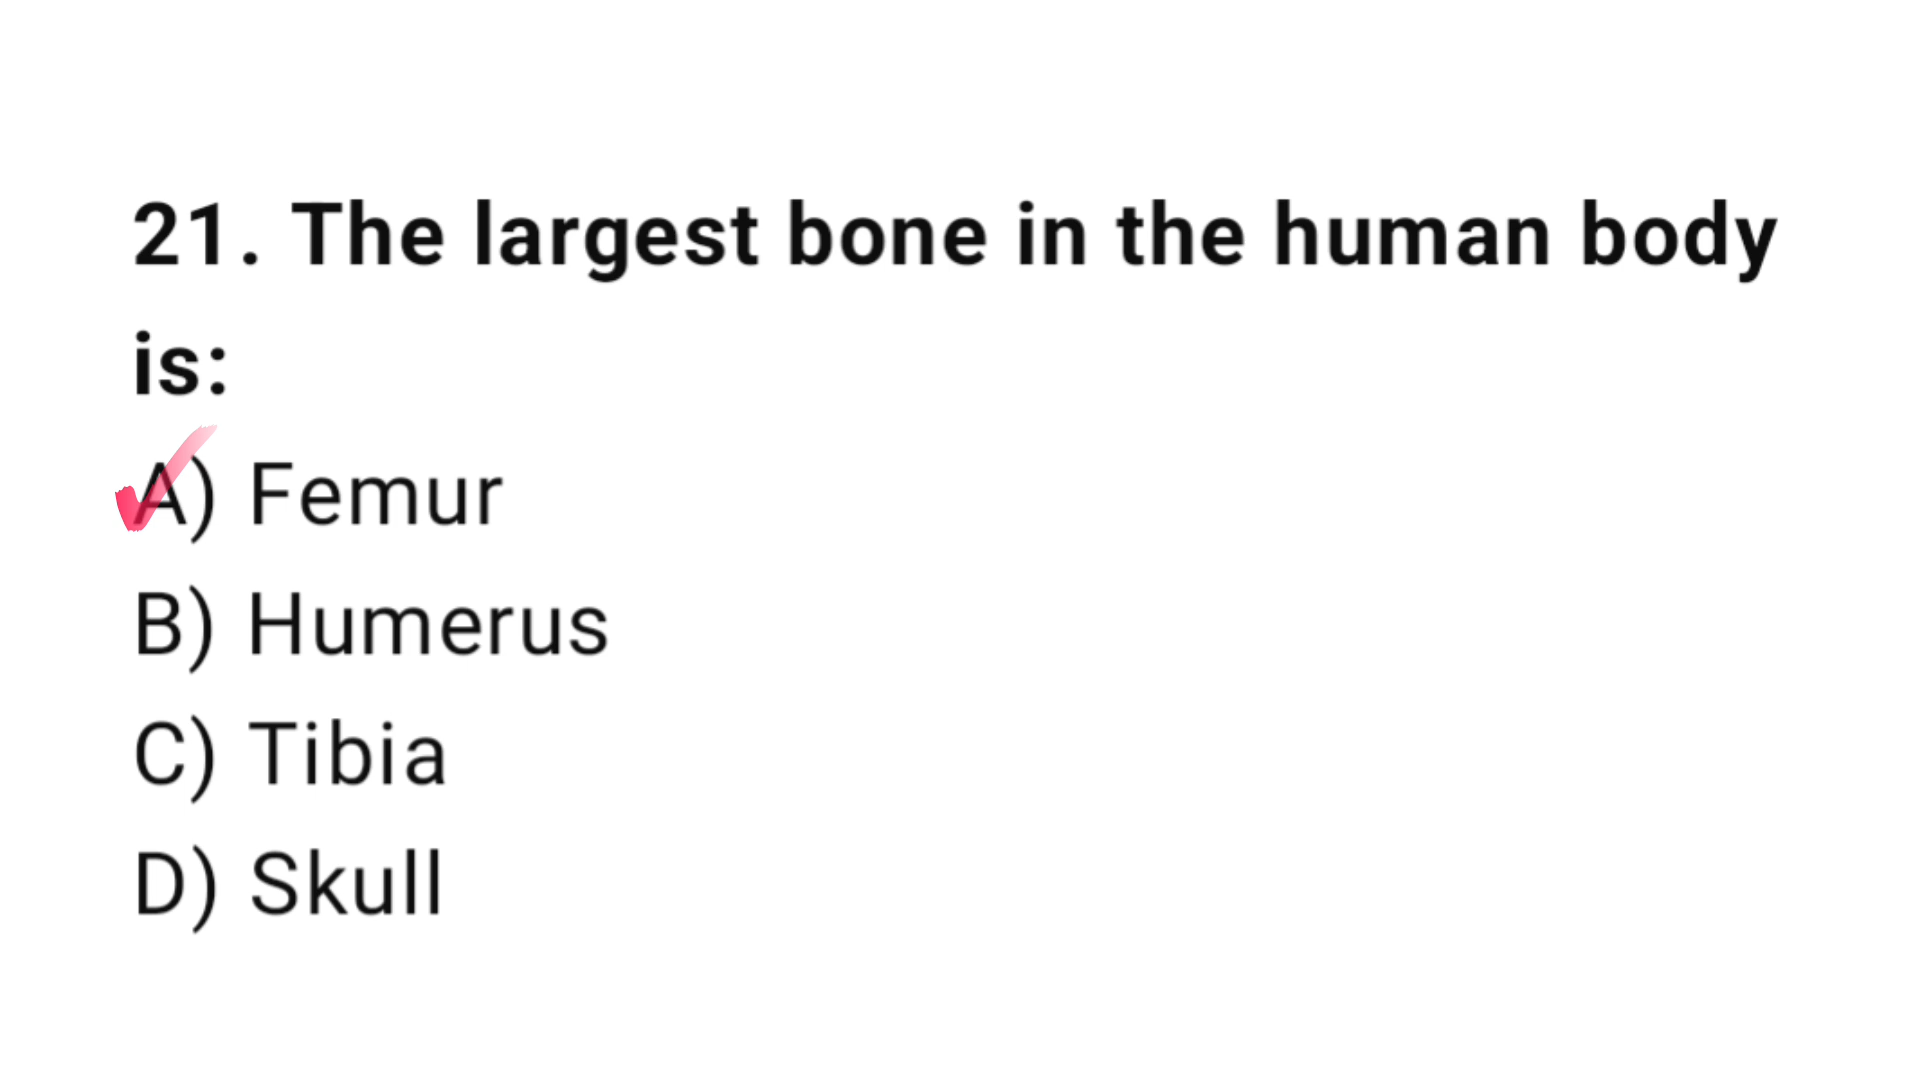 21. The largest bone in the human body
is:
A) Femur
B) Humerus
C) Tibia
D) Skull